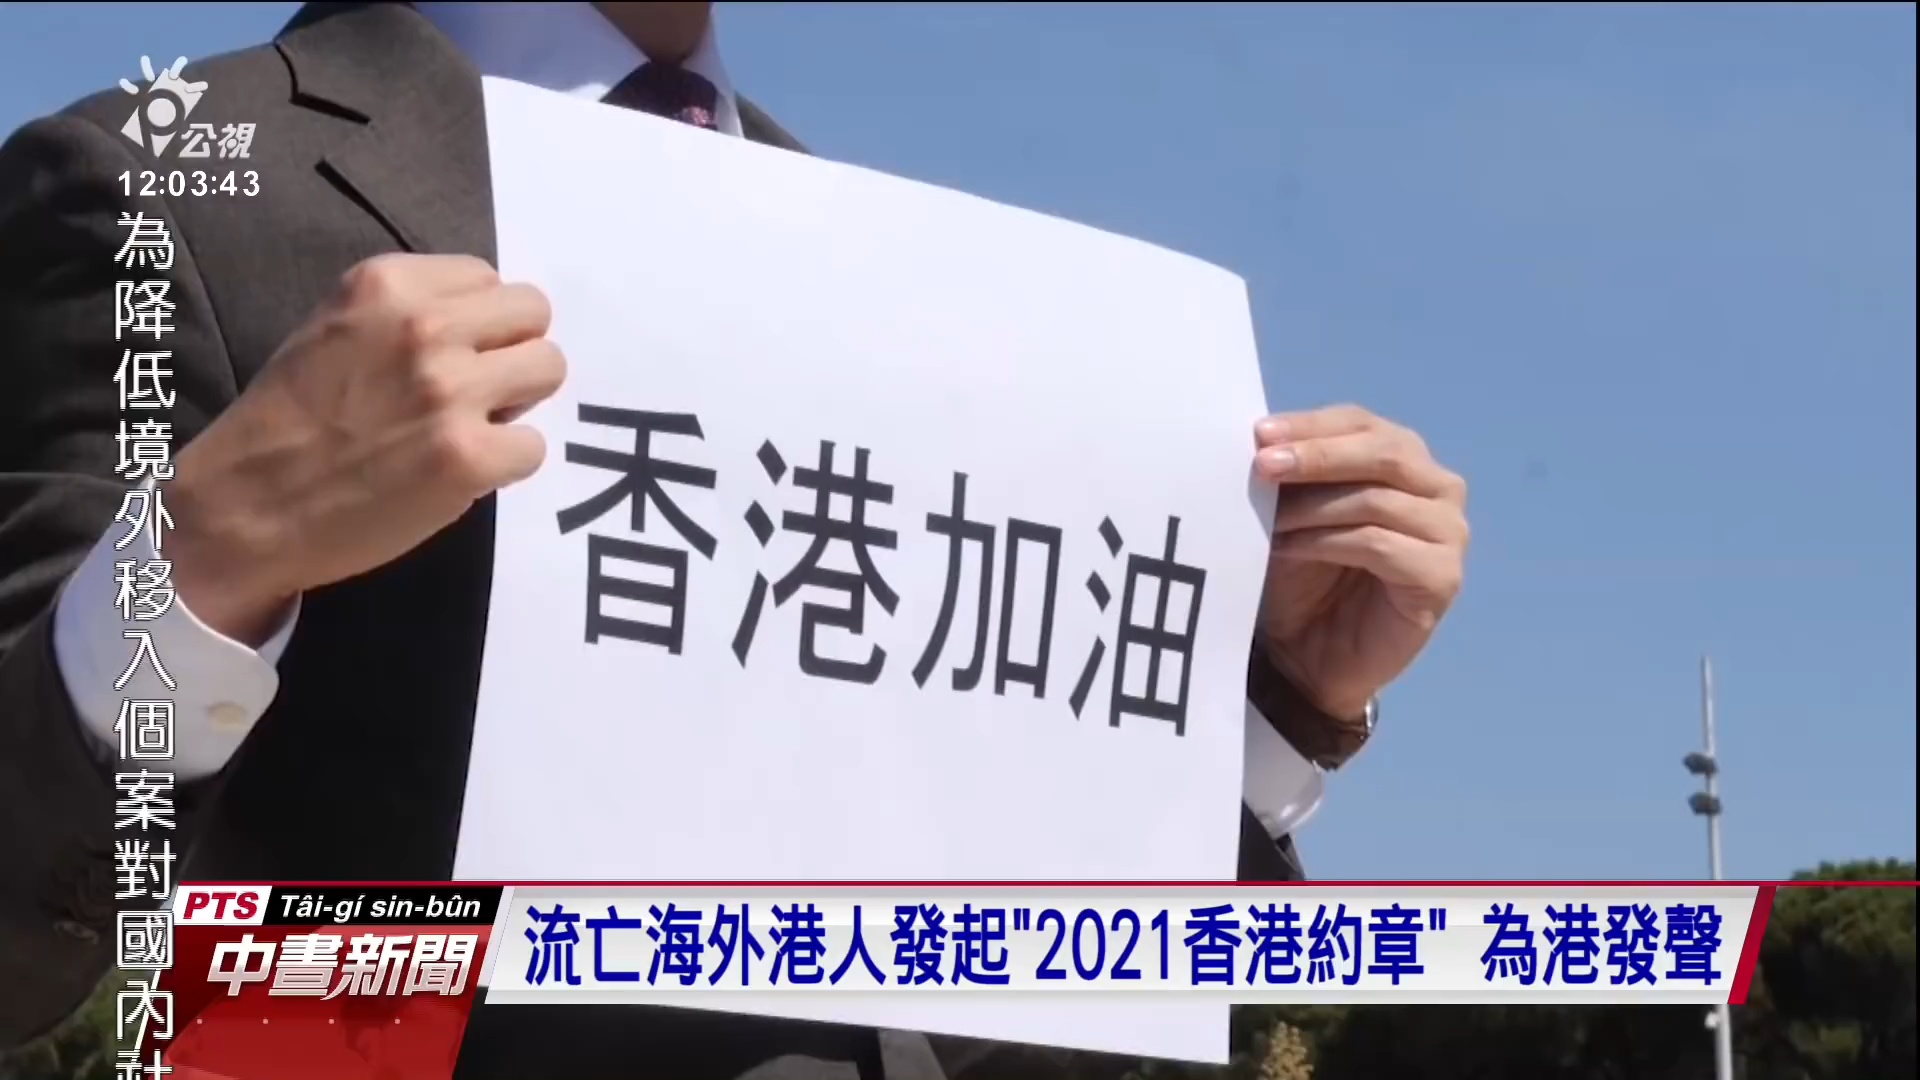 公視
12:03:43
為降低境外移入個案對國內社
香港加油
PTS Tâi-gí sin-bûn
中晝新聞
流亡海外港人發起"2021香港約章" 為港發聲